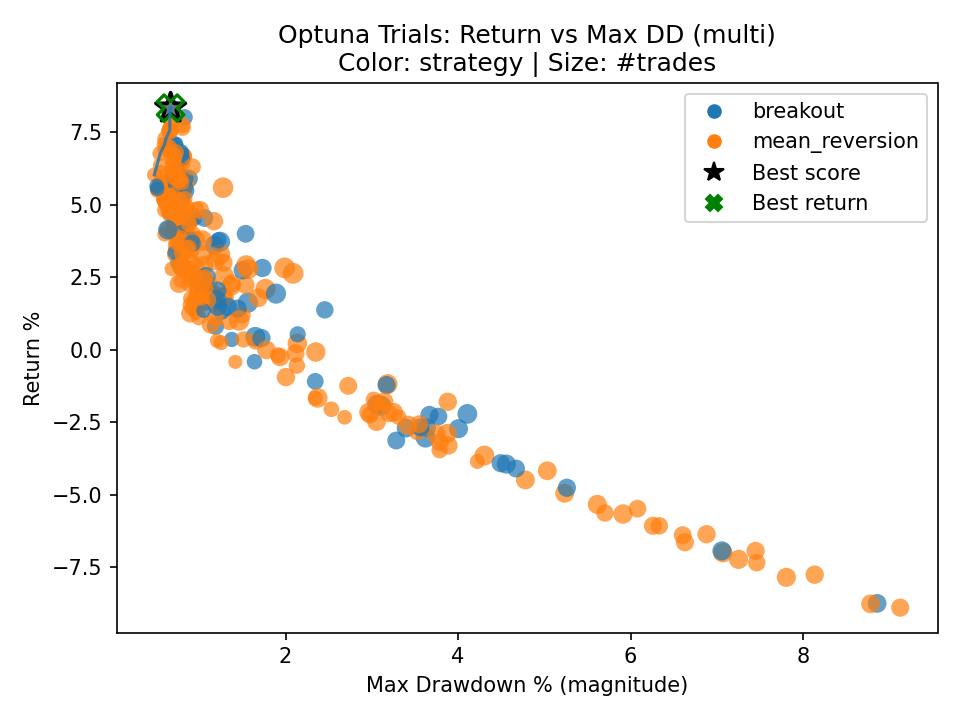 Optuna Trials: Return vs Max DD (multi)
Color: strategy | Size: #trades
breakout
mean_reversion
Best score
Best return
Return %
7.5
5.0
2.5
0.0
−2.5
−5.0
−7.5
2
4
6
8
Max Drawdown % (magnitude)